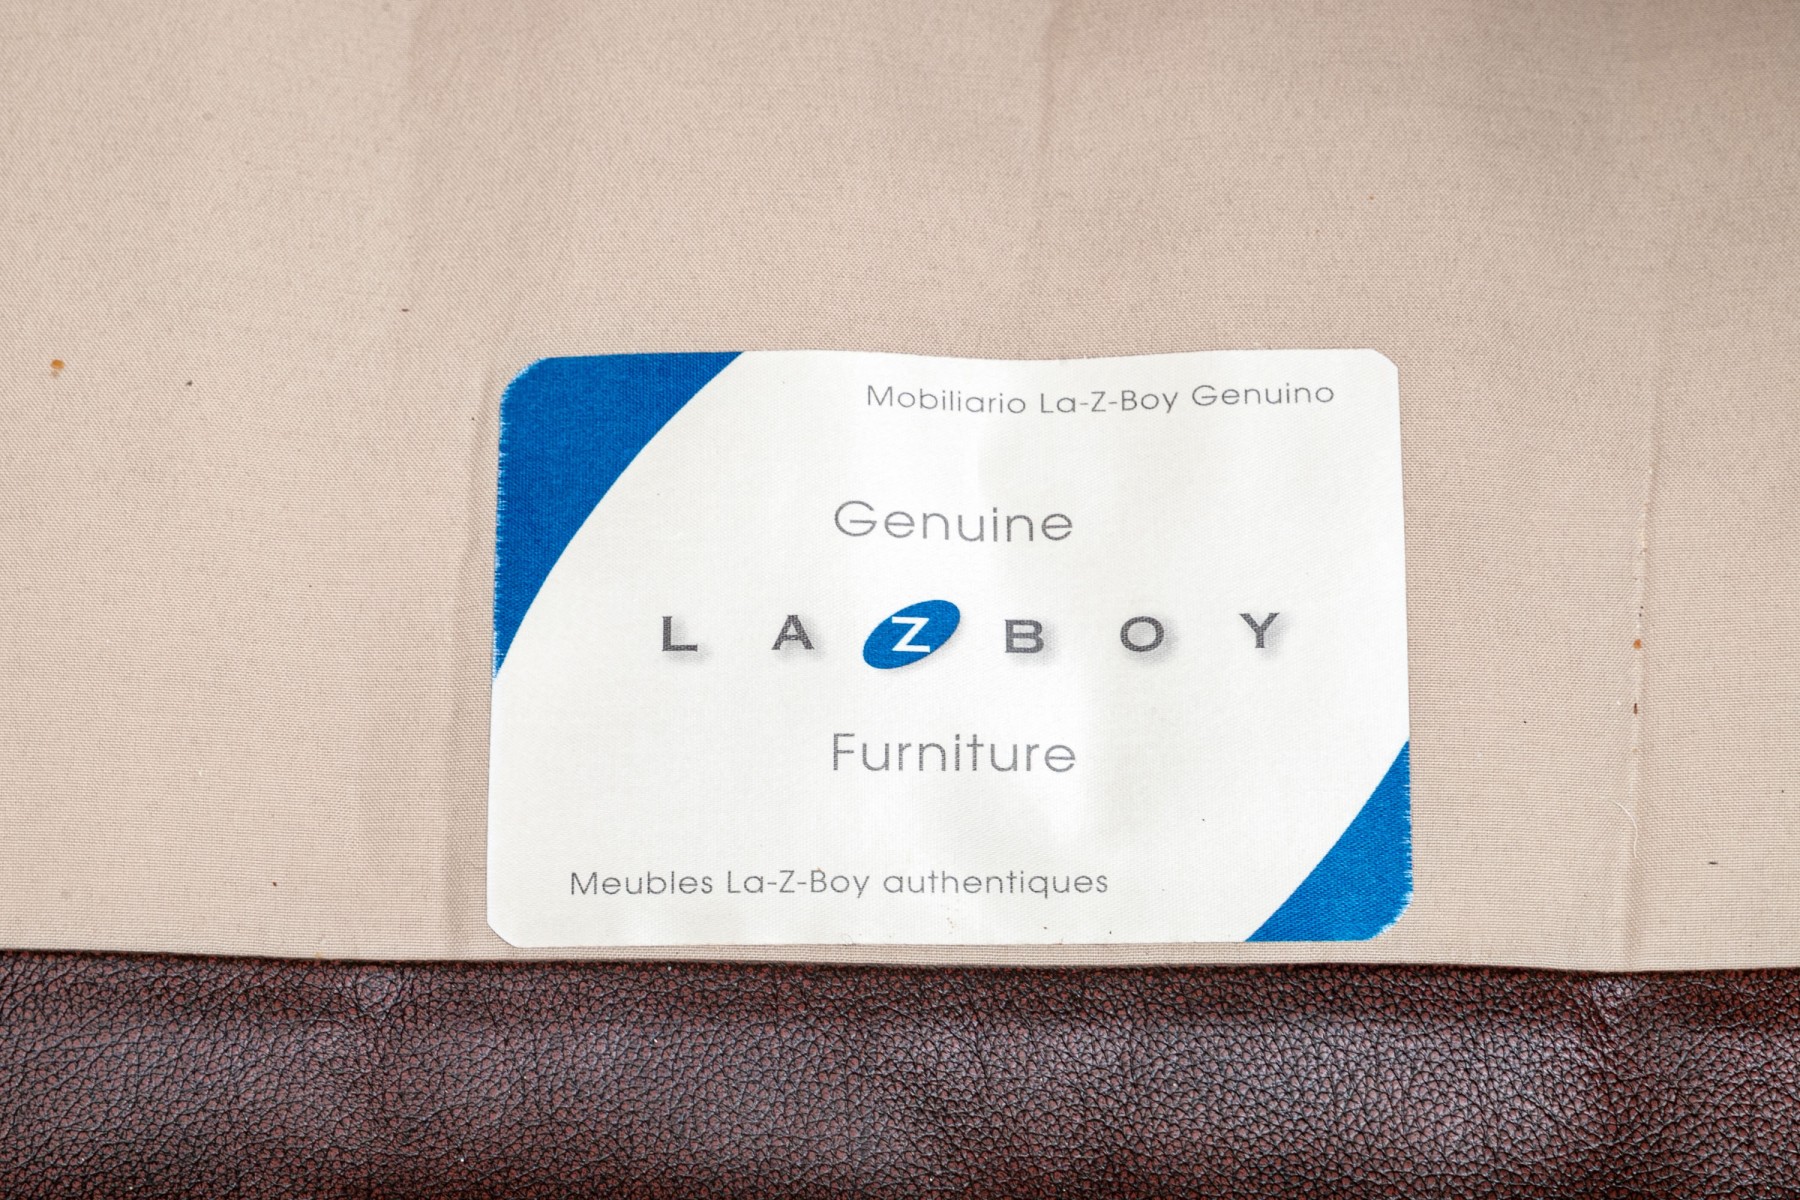 Mobiliario La-Z-Boy Genuino
Genuine
LAZBOY
Furniture
Meubles La-Z-Boy authentiques